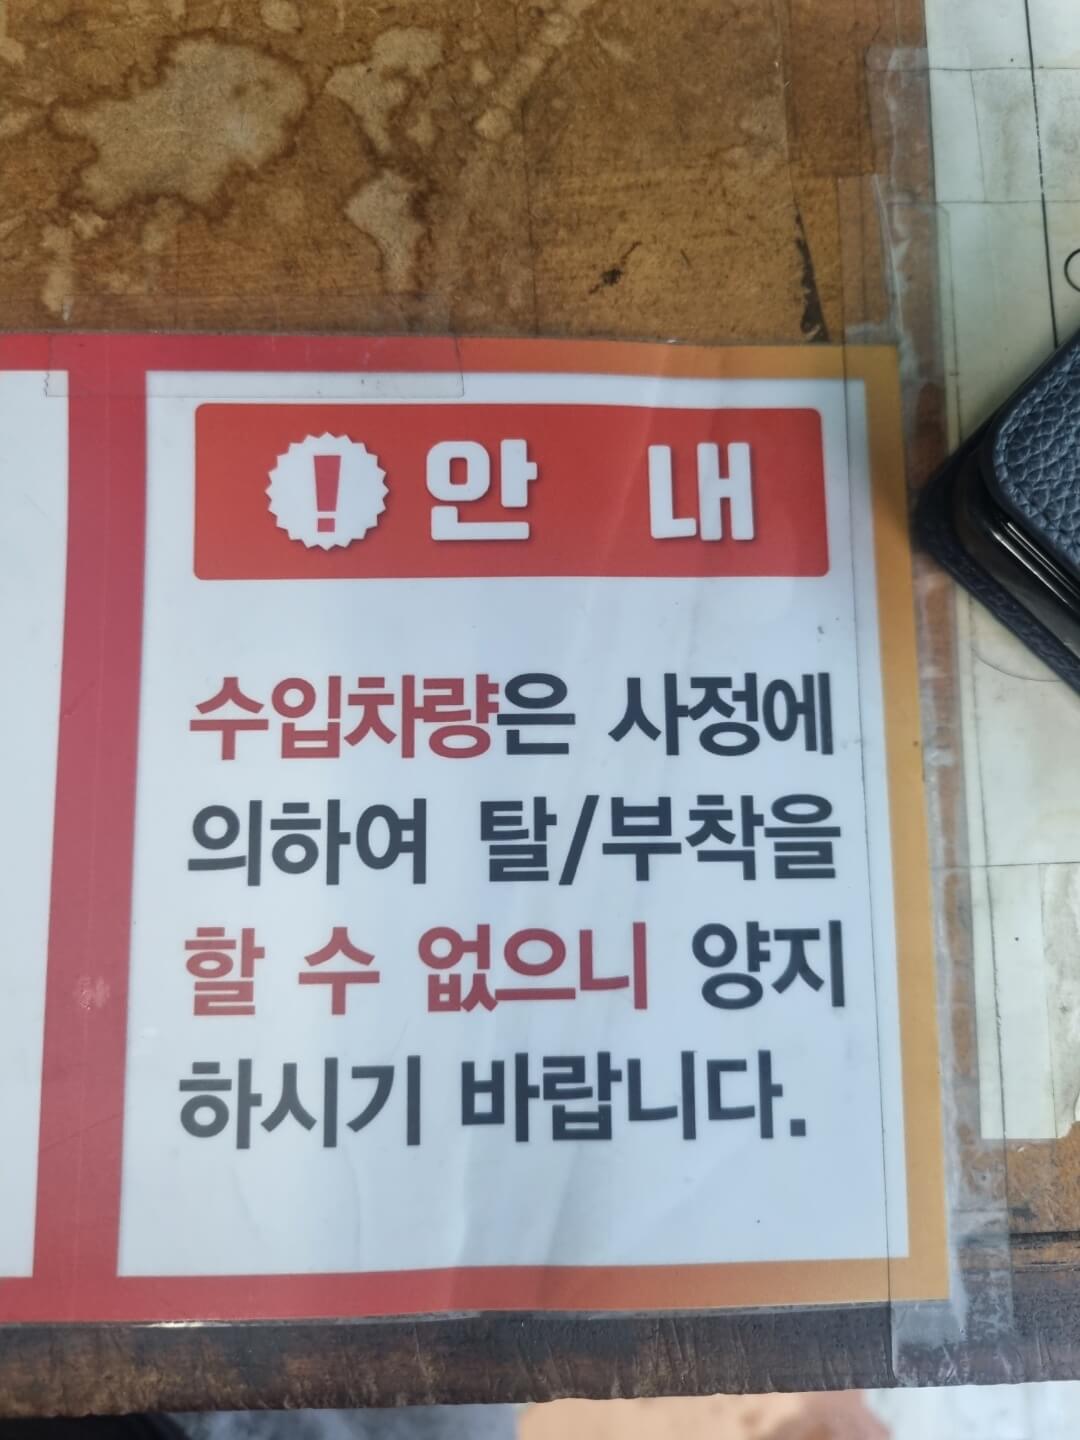 ! 안 내
수입차량은 사정에
의하여 탈/부착을
할 수 없으니 양지
하시기 바랍니다.